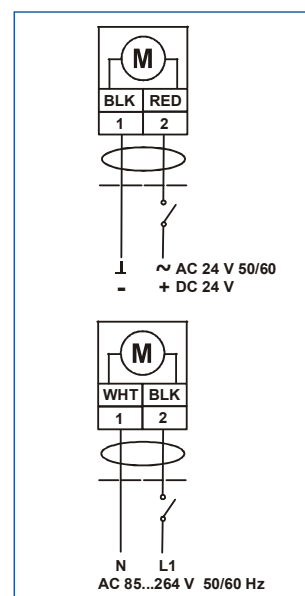 M
BLK RED
1 2
⊥ ~ AC 24 V 50/60
- + DC 24 V
M
WHT BLK
1 2
N L1
AC 85...264 V 50/60 Hz